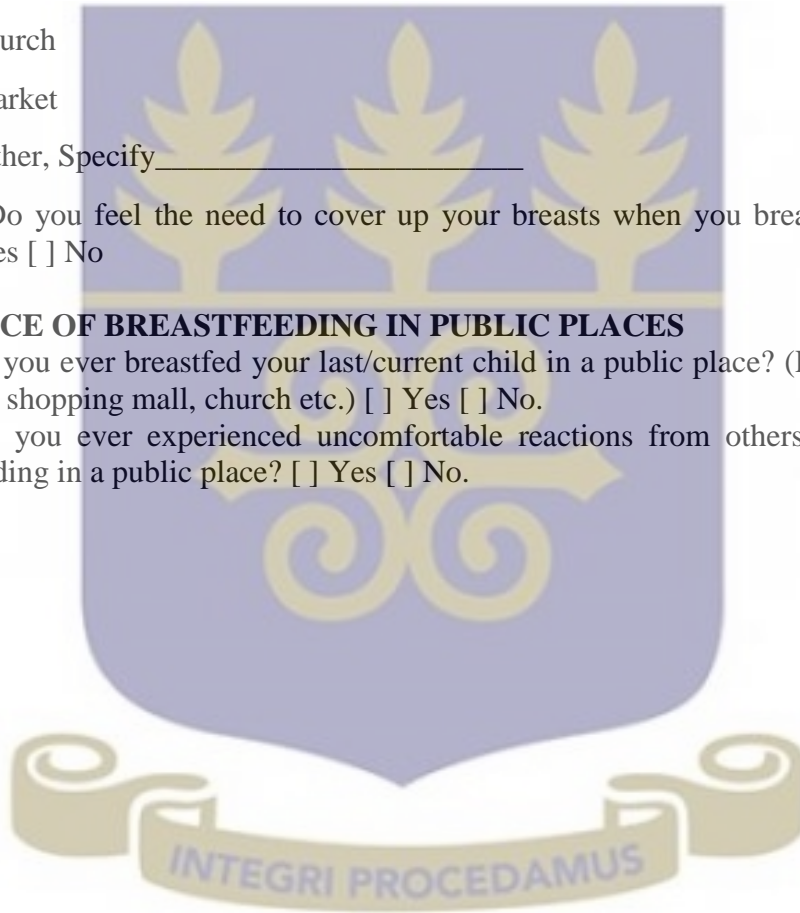 urch
arket
ther, Specify_______________________
Do you feel the need to cover up your breasts when you brea
es [ ] No
CE OF BREASTFEEDING IN PUBLIC PLACES
you ever breastfed your last/current child in a public place? (
shopping mall, church etc.) [ ] Yes [ ] No.
you ever experienced uncomfortable reactions from others
ding in a public place? [ ] Yes [ ] No.
INTEGRI PROCEDAMUS